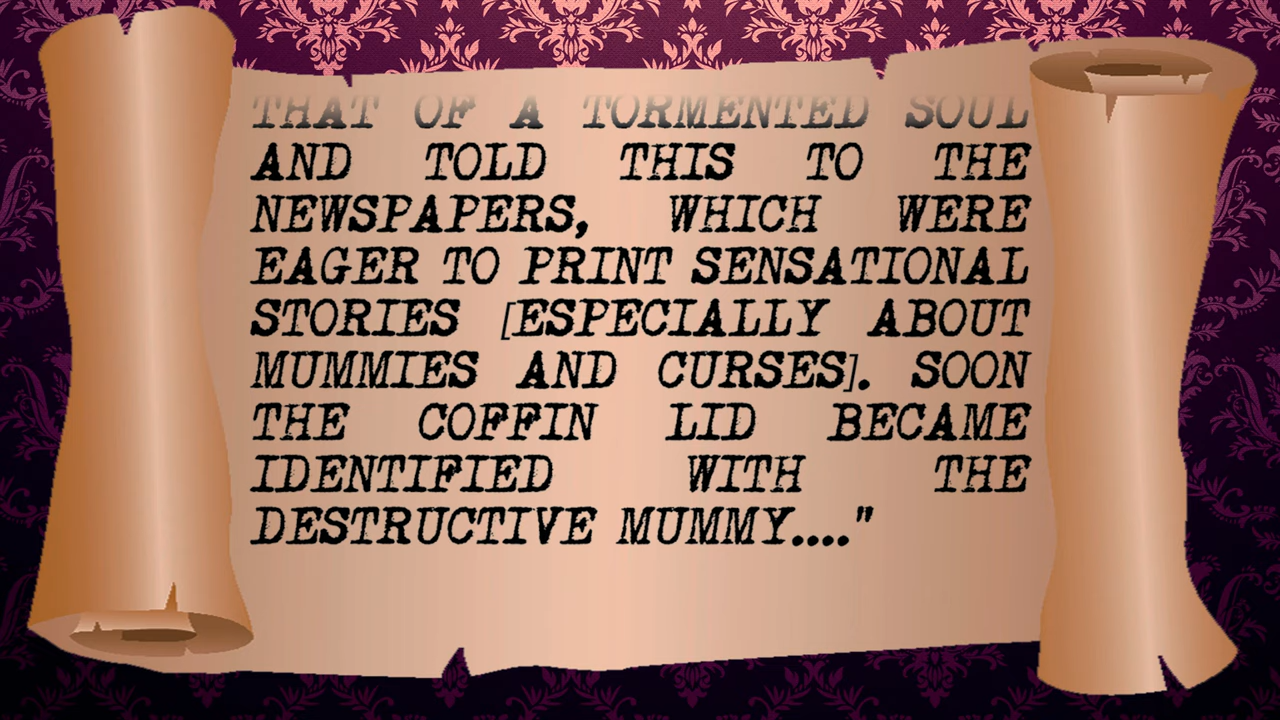 THAT OF A TORMENTED SOUL
AND TOLD THIS TO THE
NEWSPAPERS, WHICH WERE
EAGER TO PRINT SENSATIONAL
STORIES [ESPECIALLY ABOUT
MUMMIES AND CURSES]. SOON
THE COFFIN LID BECAME
IDENTIFIED WITH THE
DESTRUCTIVE MUMMY...."